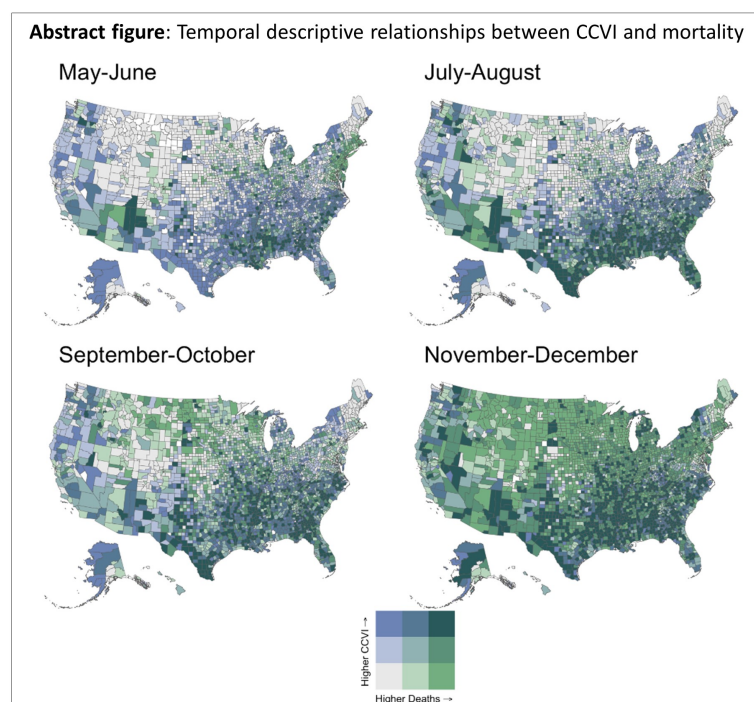 Abstract figure: Temporal descriptive relationships between CCVI and mortality
May-June
July-August
September-October
November-December
Higher CCVI →
Higher Deaths →